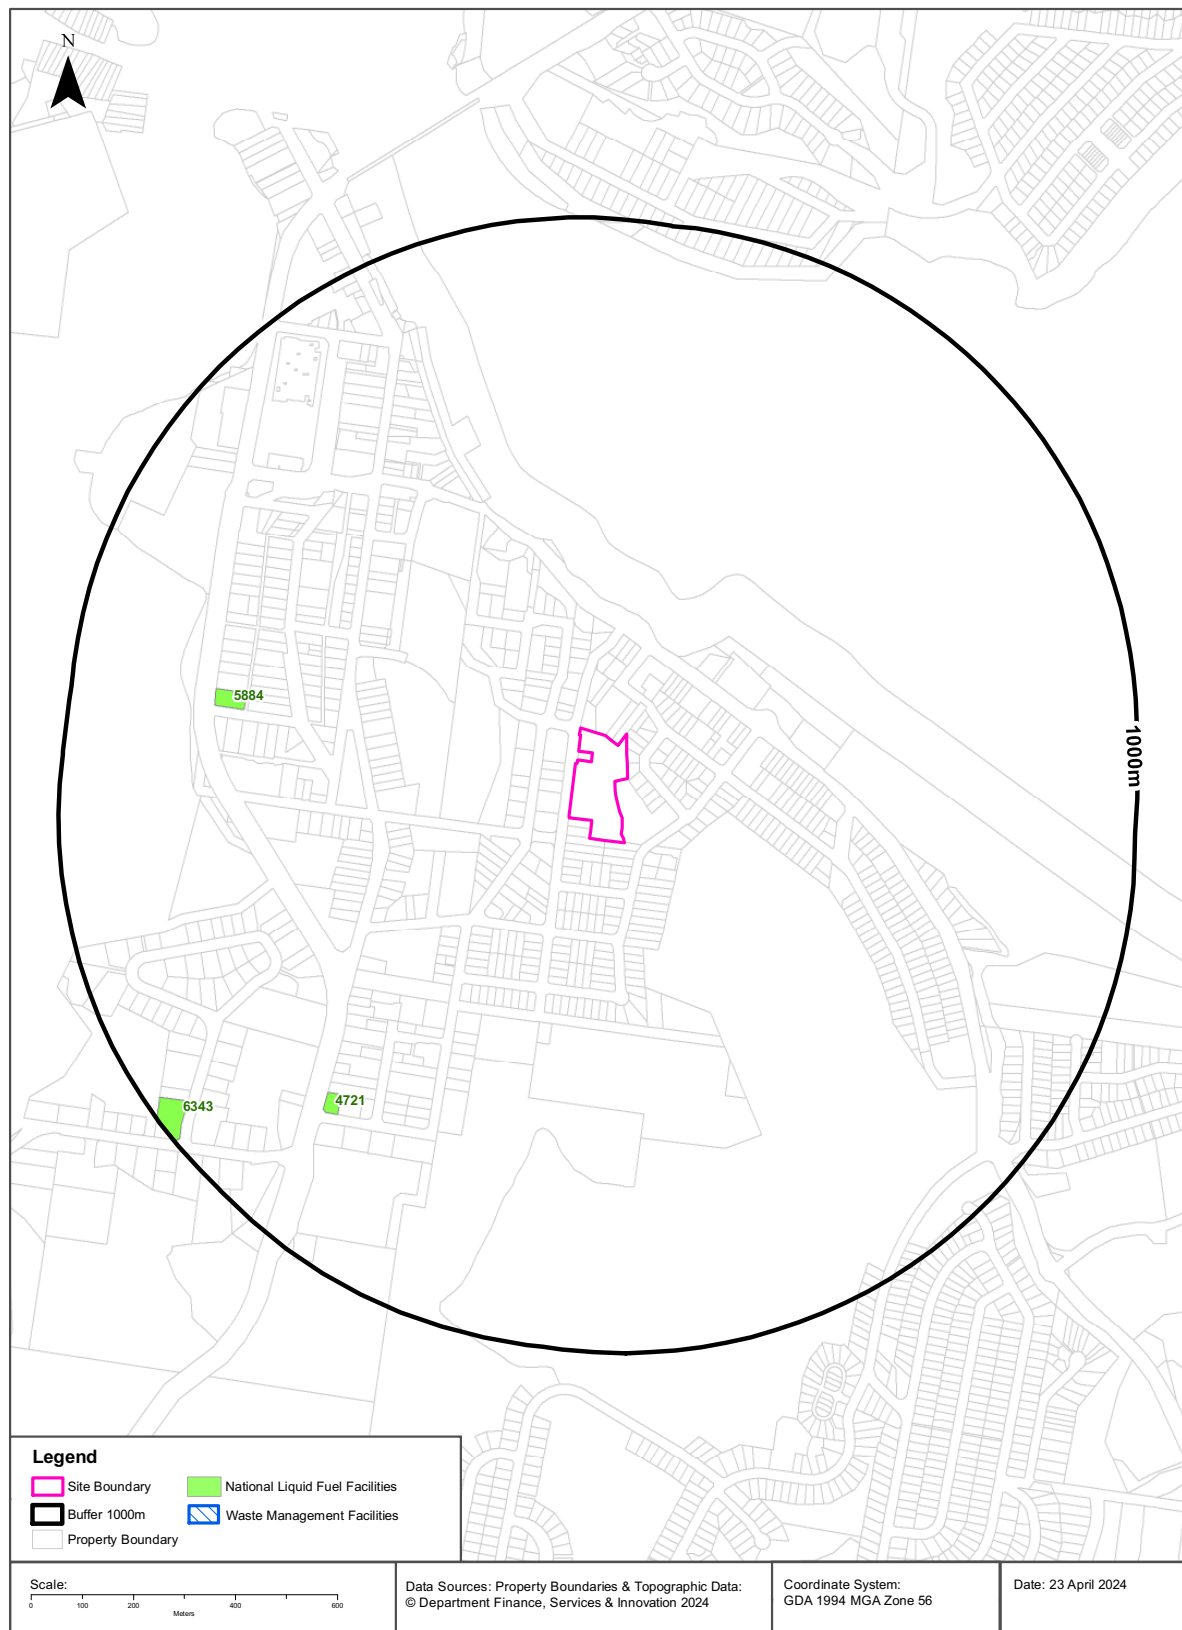 N
5884
1000m
6343
4721
Legend
Site Boundary
National Liquid Fuel Facilities
Buffer 1000m
Waste Management Facilities
Property Boundary
Scale:
0 100 200 400 600
Meters
Data Sources: Property Boundaries & Topographic Data:
© Department Finance, Services & Innovation 2024
Coordinate System:
GDA 1994 MGA Zone 56
Date: 23 April 2024